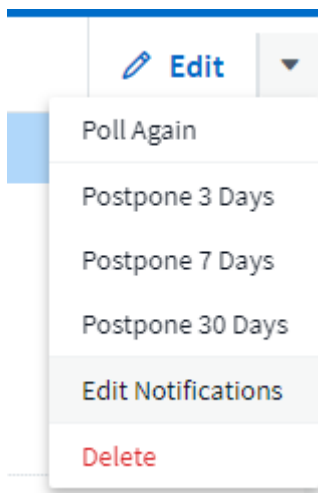 Edit
Poll Again
Postpone 3 Days
Postpone 7 Days
Postpone 30 Days
Edit Notifications
Delete